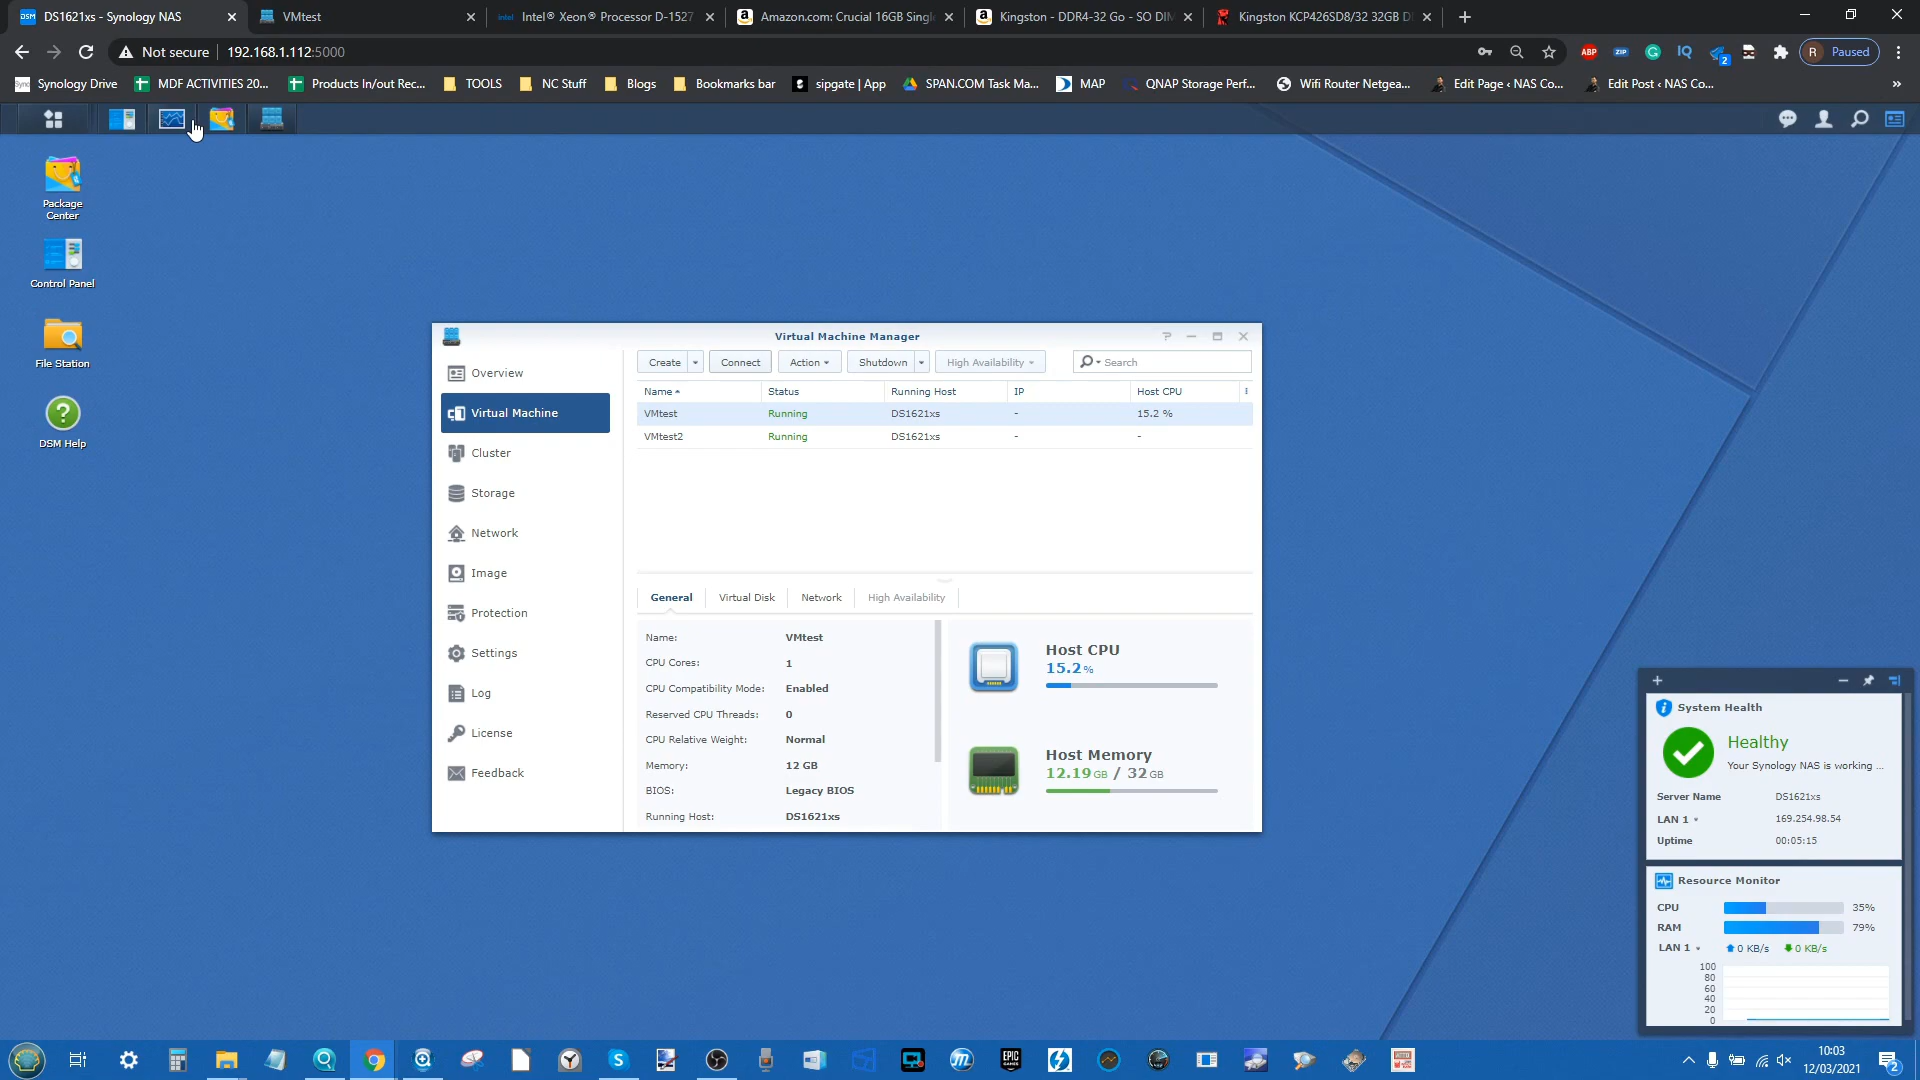 DS1621xs - Synology NAS
VMtest
Intel® Xeon® Processor D-1527
Amazon.com: Crucial 16GB Singl
Kingston - DDR4-32 Go - SO DIM
Kingston KCP426SD8/32 32GB D
Not secure
192.168.1.112:5000
Paused
Synology Drive
MDF ACTIVITIES 20...
Products In/out Rec...
TOOLS
NC Stuff
Blogs
Bookmarks bar
sipgate | App
SPAN.COM Task Ma...
MAP
QNAP Storage Perf...
Wifi Router Netgea...
Edit Page ‹ NAS Co...
Edit Post ‹ NAS Co...
Package
Center
Control Panel
File Station
DSM Help
Virtual Machine Manager
Overview
Virtual Machine
Cluster
Storage
Network
Image
Protection
Settings
Log
License
Feedback
Create
Connect
Action
Shutdown
High Availability
Search
Name Status Running Host IP Host CPU
VMtest Running DS1621xs - 15.2 %
VMtest2 Running DS1621xs - -
General
Virtual Disk
Network
High Availability
Name: VMtest
CPU Cores: 1
CPU Compatibility Mode: Enabled
Reserved CPU Threads: 0
CPU Relative Weight: Normal
Memory: 12 GB
BIOS: Legacy BIOS
Running Host: DS1621xs
Host CPU
15.2%
Host Memory
12.19 GB / 32 GB
System Health
Healthy
Your Synology NAS is working ...
Server Name DS1621xs
LAN 1 169.254.98.54
Uptime 00:05:15
Resource Monitor
CPU 35%
RAM 79%
LAN 1 0 KB/s 0 KB/s
100
80
60
40
20
0
10:03
12/03/2021